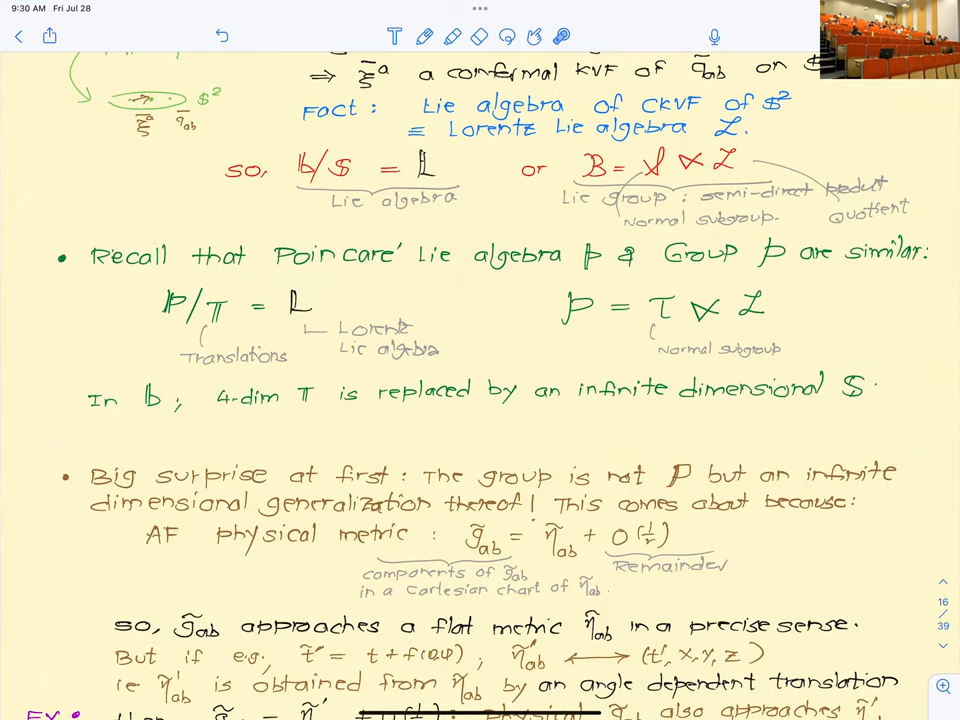 9:30 AM Fri Jul 28
⇒ ξ̄ᵃ a confermal KVF of q̄ab on $
$²
ξ̄ᵃ q̄ab
FACT : Lie algebra of CKVF of $²
≡ Lorentz Lie algebra ℒ.
SO, 𝕓/$ = 𝕃 or B = 𝒮 ⋉ ℒ
Lie algebra
Lie group : semi-direct product
Normal subgroup.
Quotient
• Recall that Poincare' Lie algebra 𝕡 & Group p are similar:
ℙ/𝕋 = 𝕃 p = T ⋉ ℒ
Translations
Lorentz
Lie algebra
Normal subgroup
In 𝕓, 4-dim 𝕋 is replaced by an infinite dimensional $.
• Big surprise at first : The group is not P but an infinite
dimensional generalization thereof! This comes about because:
AF physical metric : g̃ab = η̃ab + O(1/r)
components of g̃ab
in a Cartesian chart of η̃ab.
Remainder
SO, g̃ab approaches a flat metric η̃ab in a precise sense.
But if e.g., t' = t + f(θ,φ) ; η̃'ab ⟷ (t', x, y, z)
ie η̃'ab is obtained from η̃ab by an angle dependent translation
16
/
39